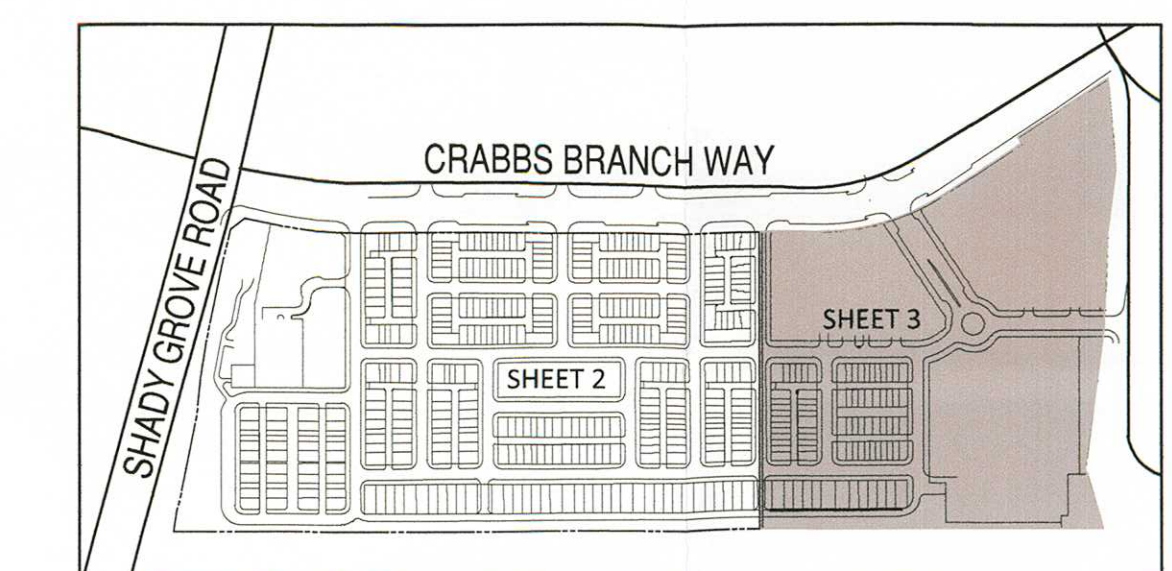 CRABBS BRANCH WAY
SHADY GROVE ROAD
SHEET 3
SHEET 2